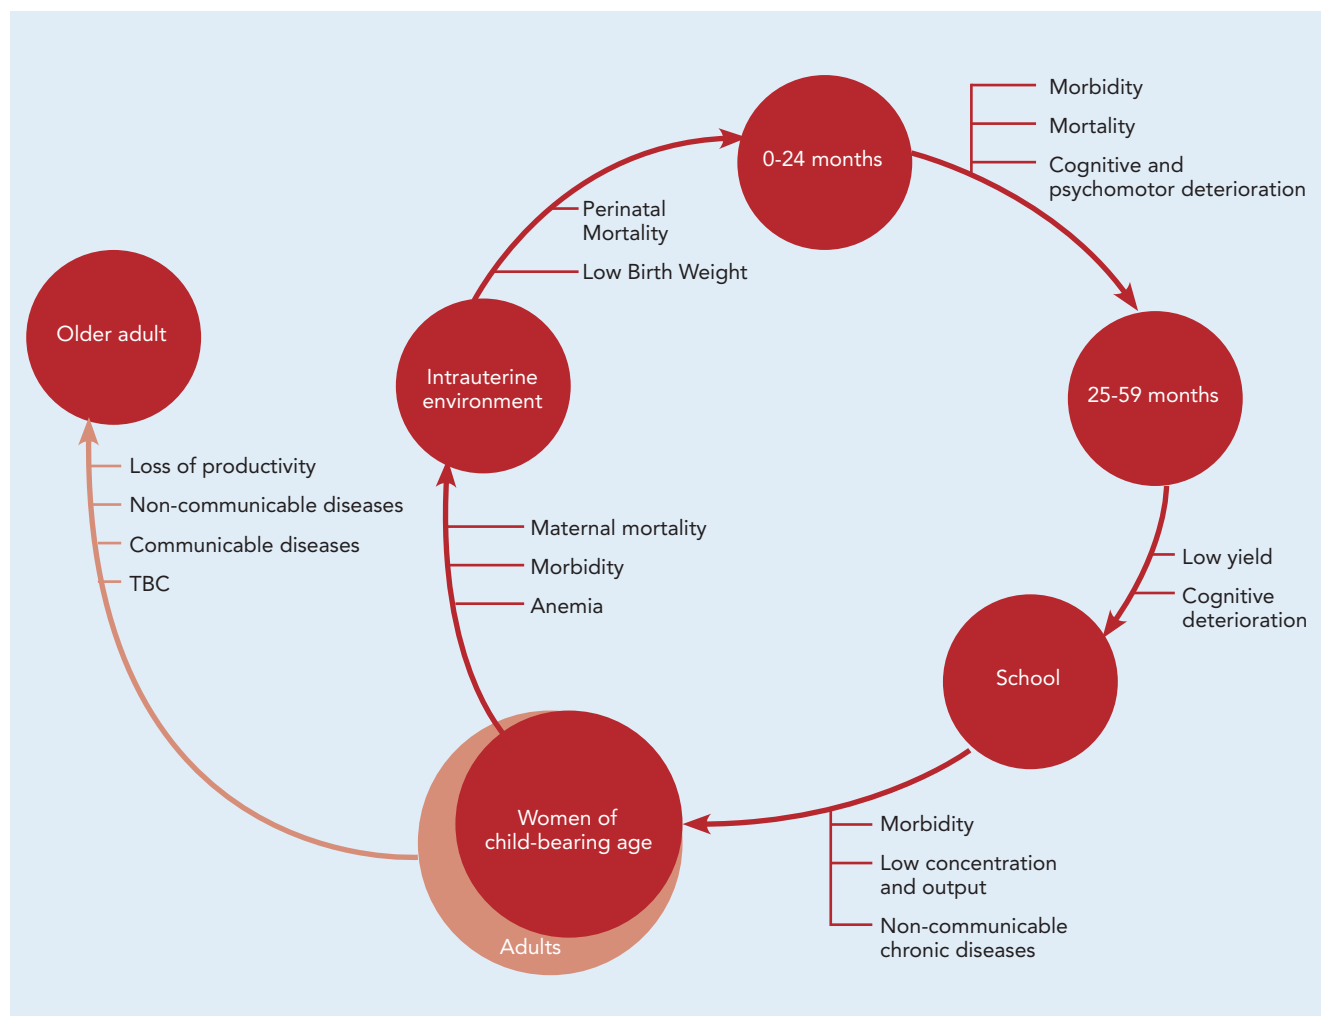 0-24 months
Morbidity
Mortality
Cognitive and
psychomotor deterioration
Perinatal
Mortality
Low Birth Weight
Older adult
Intrauterine
environment
25-59 months
Loss of productivity
Non-communicable diseases
Communicable diseases
TBC
Maternal mortality
Morbidity
Anemia
Low yield
Cognitive
deterioration
School
Women of
child-bearing age
Adults
Morbidity
Low concentration
and output
Non-communicable
chronic diseases